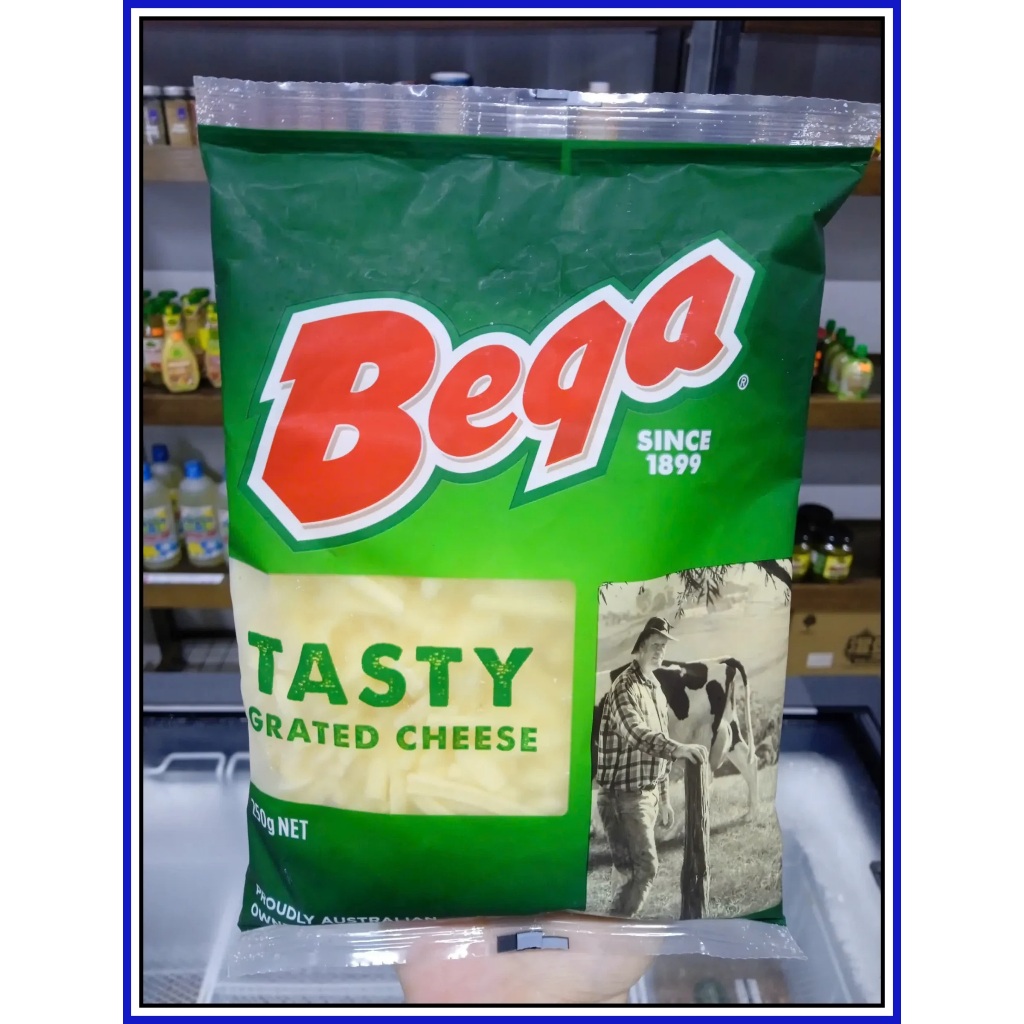 Bega
®
SINCE
1899
TASTY
GRATED CHEESE
250g NET
PROUDLY AUSTRALIAN